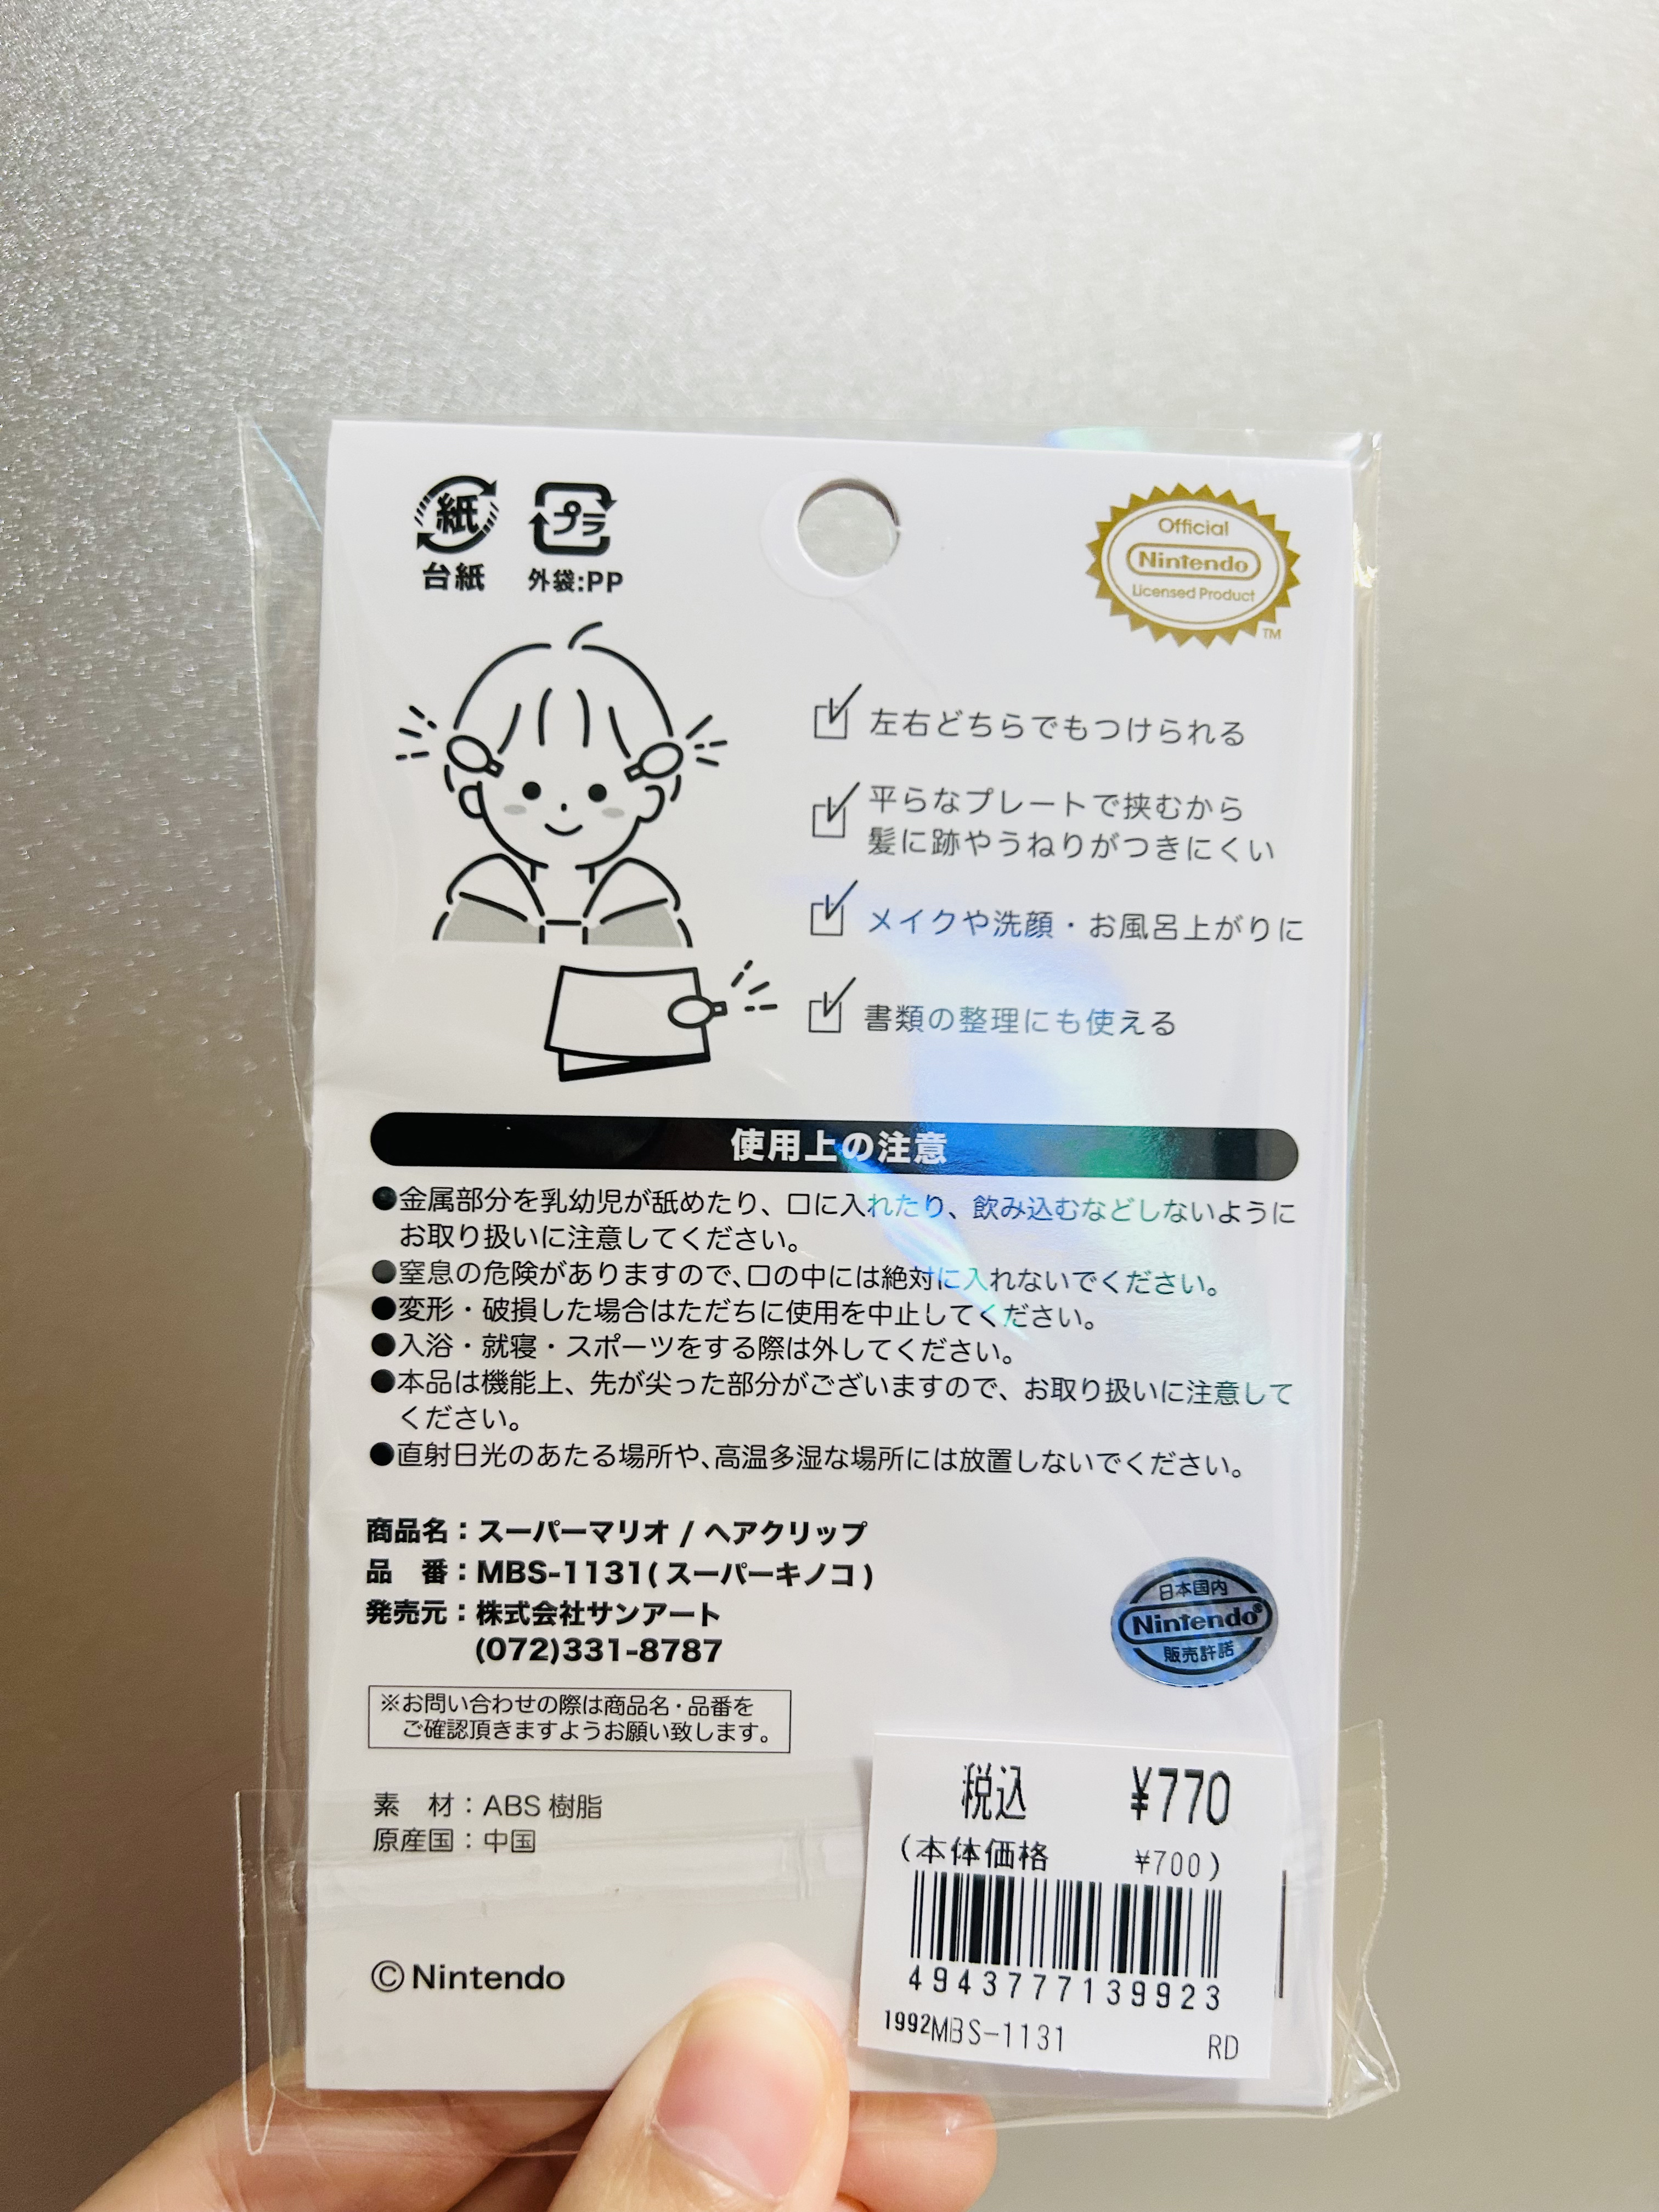 紙
台紙
プラ
外袋:PP
Official
Nintendo
Licensed Product
TM
左右どちらでもつけられる
平らなプレートで挟むから
髪に跡やうねりがつきにくい
メイクや洗顔・お風呂上がりに
書類の整理にも使える
使用上の注意
●金属部分を乳幼児が舐めたり、口に入れたり、飲み込むなどしないように
お取り扱いに注意してください。
●窒息の危険がありますので、口の中には絶対に入れないでください。
●変形・破損した場合はただちに使用を中止してください。
●入浴・就寝・スポーツをする際は外してください。
●本品は機能上、先が尖った部分がございますので、お取り扱いに注意して
ください。
●直射日光のあたる場所や、高温多湿な場所には放置しないでください。
商品名：スーパーマリオ / ヘアクリップ
品　番：MBS-1131(スーパーキノコ)
発売元：株式会社サンアート
(072)331-8787
日本国内
Nintendo®
販売許諾
※お問い合わせの際は商品名・品番を
ご確認頂きますようお願い致します。
素　材：ABS樹脂
原産国：中国
©Nintendo
税込 ¥770
(本体価格 ¥700)
4943777139923
1992MBS-1131 RD